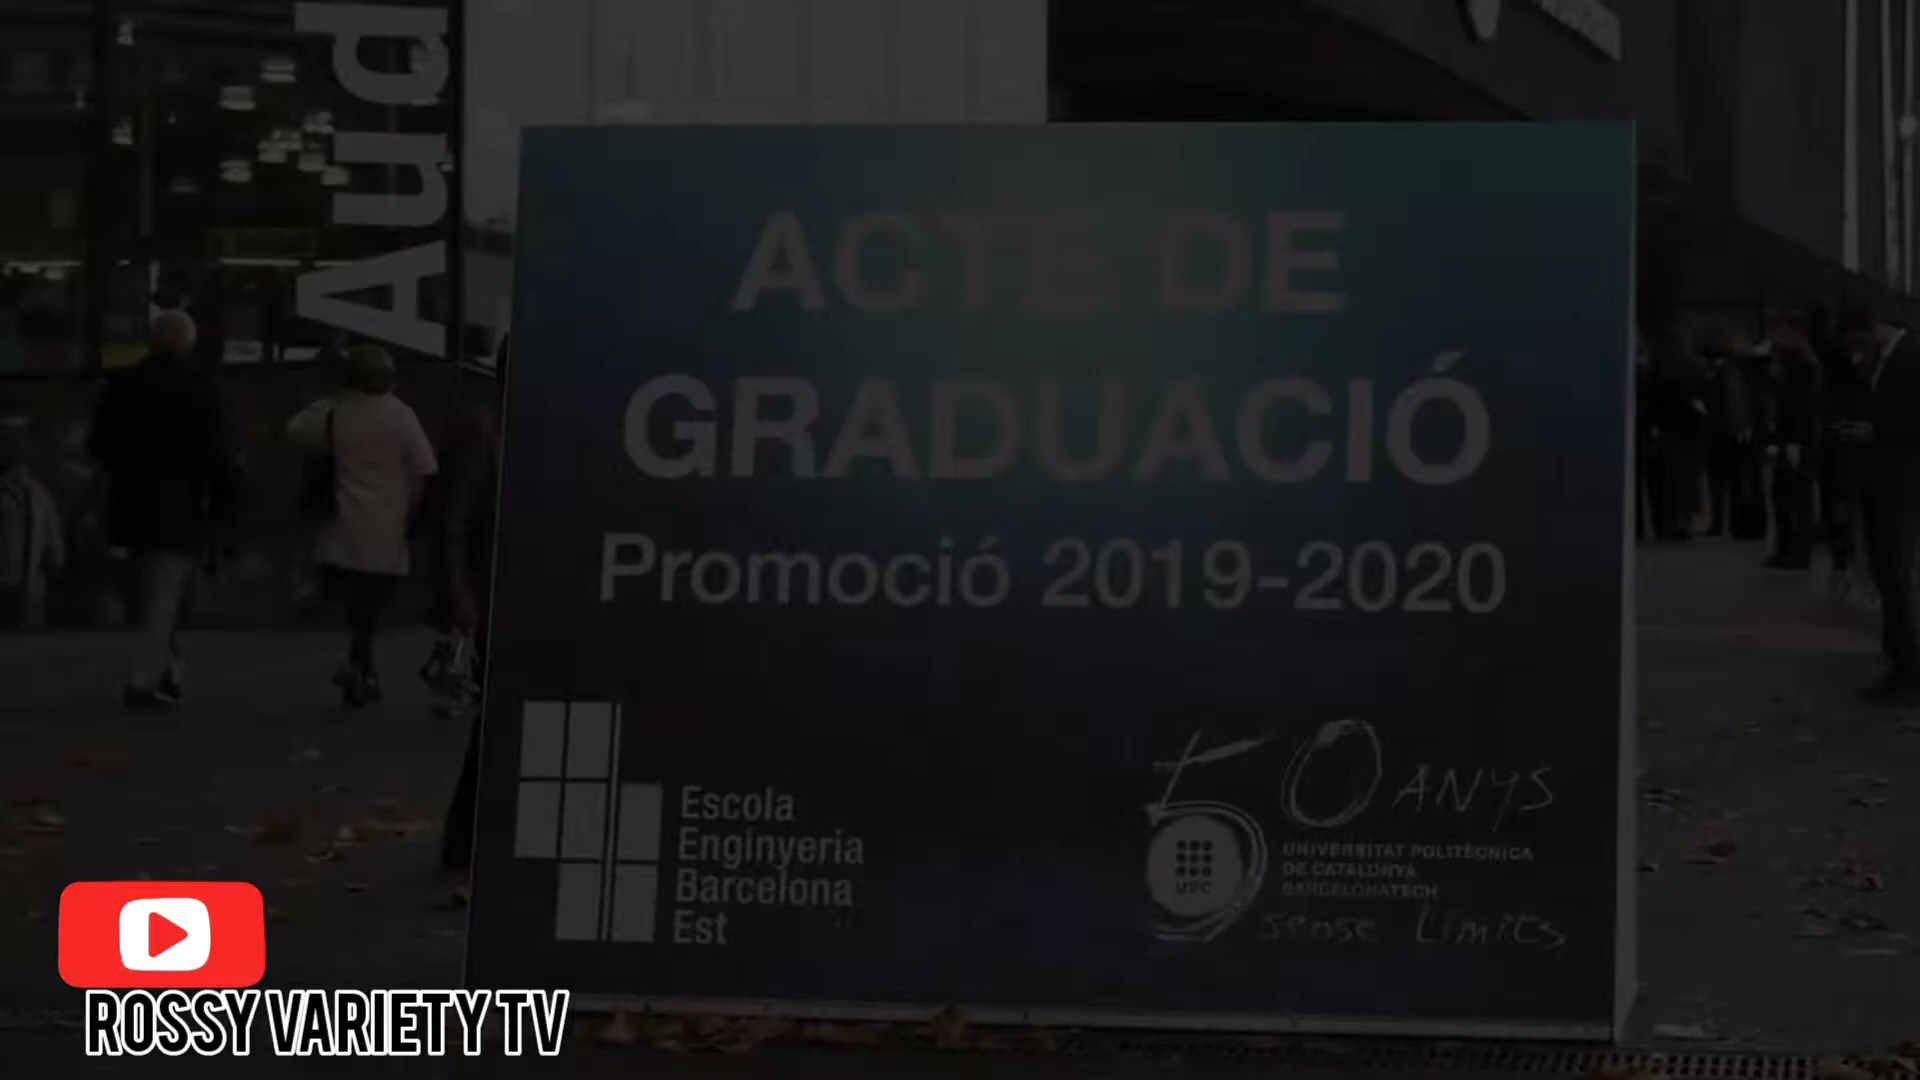 Aud
ACTE DE
GRADUACIÓ
Promoció 2019-2020
Escola
Enginyeria
Barcelona
Est
50 ANYS
UPC
UNIVERSITAT POLITÈCNICA
DE CATALUNYA
BARCELONATECH
sense límits
ROSSY VARIETY TV